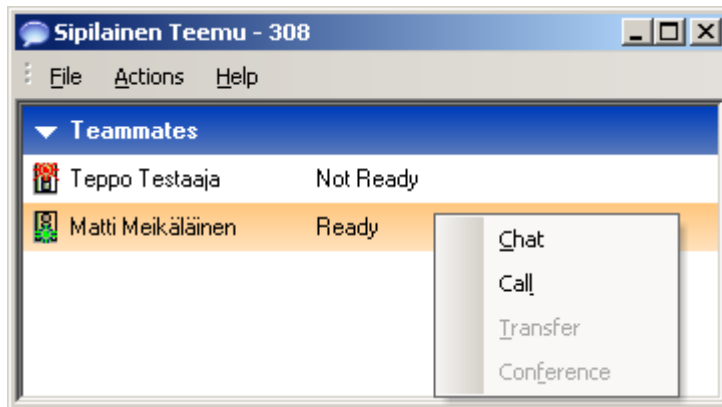 Sipilainen Teemu - 308
File Actions Help
Teammates
Teppo Testaaja Not Ready
Matti Meikäläinen Ready
Chat
Call
Transfer
Conference